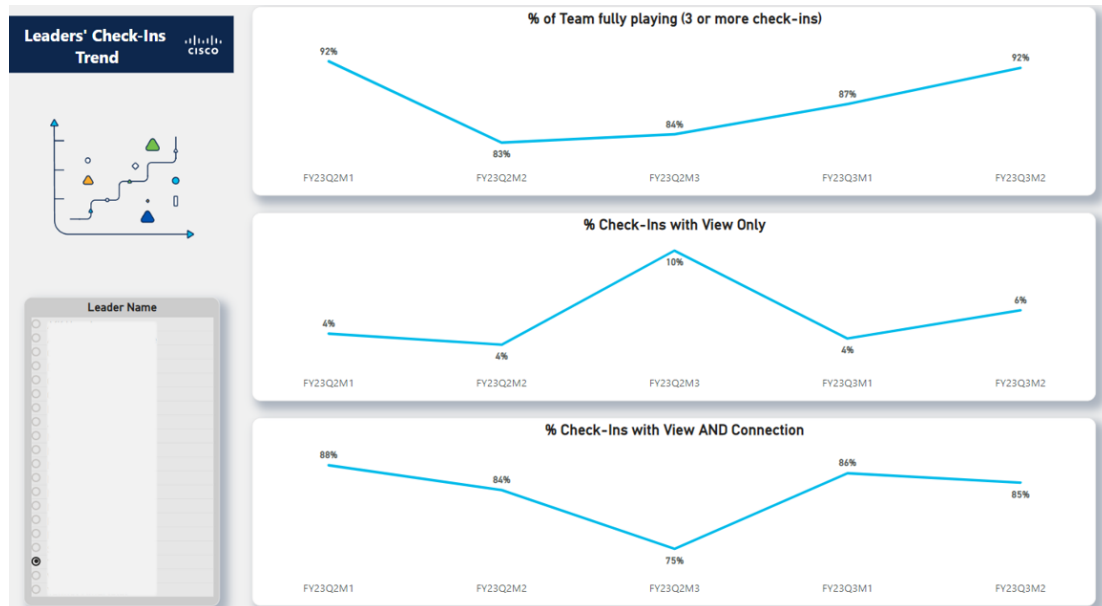 Leaders' Check-Ins
Trend
cisco
Leader Name
% of Team fully playing (3 or more check-ins)
92%
83%
84%
87%
92%
FY23Q2M1 FY23Q2M2 FY23Q2M3 FY23Q3M1 FY23Q3M2
% Check-Ins with View Only
4%
4%
10%
4%
6%
FY23Q2M1 FY23Q2M2 FY23Q2M3 FY23Q3M1 FY23Q3M2
% Check-Ins with View AND Connection
88%
84%
75%
86%
85%
FY23Q2M1 FY23Q2M2 FY23Q2M3 FY23Q3M1 FY23Q3M2